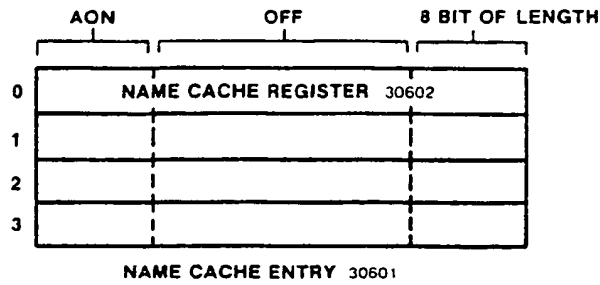 AON OFF 8 BIT OF LENGTH
0 NAME CACHE REGISTER 30602
1
2
3
NAME CACHE ENTRY 30601